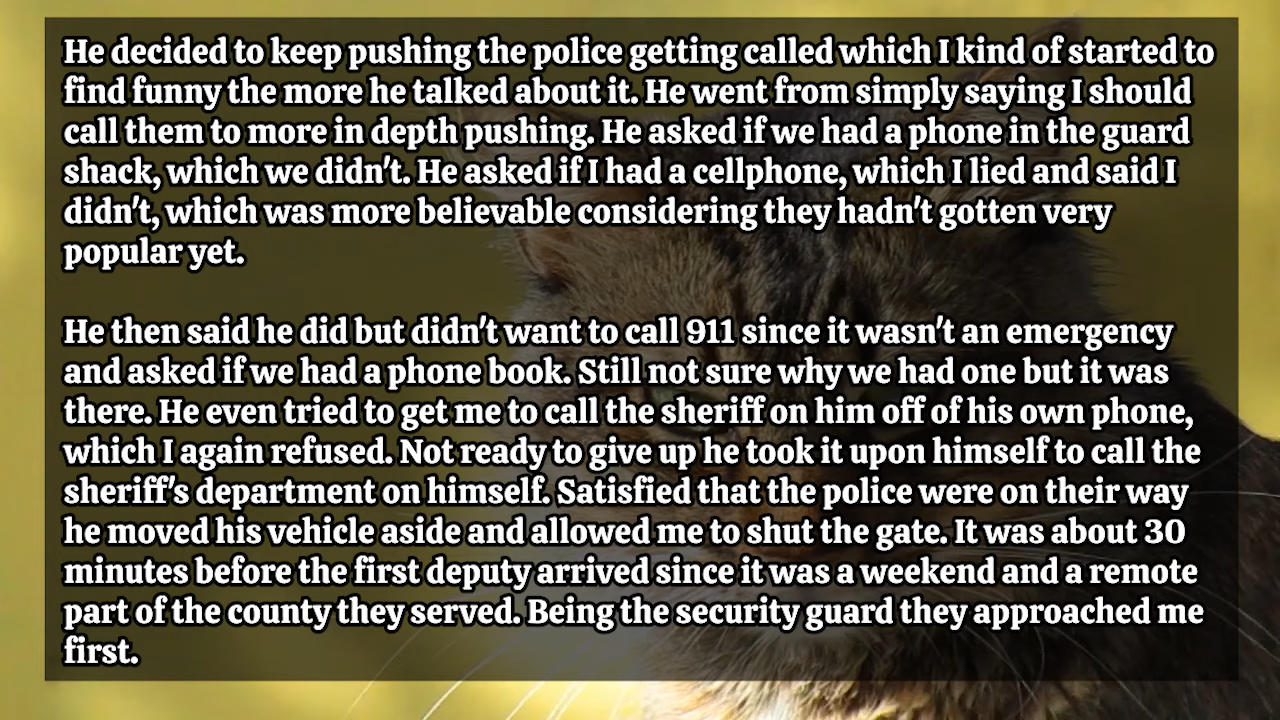 He decided to keep pushing the police getting called which I kind of started to
find funny the more he talked about it. He went from simply saying I should
call them to more in depth pushing. He asked if we had a phone in the guard
shack, which we didn't. He asked if I had a cellphone, which I lied and said I
didn't, which was more believable considering they hadn't gotten very
popular yet.
He then said he did but didn't want to call 911 since it wasn't an emergency
and asked if we had a phone book. Still not sure why we had one but it was
there. He even tried to get me to call the sheriff on him off of his own phone,
which I again refused. Not ready to give up he took it upon himself to call the
sheriff's department on himself. Satisfied that the police were on their way
he moved his vehicle aside and allowed me to shut the gate. It was about 30
minutes before the first deputy arrived since it was a weekend and a remote
part of the county they served. Being the security guard they approached me
first.